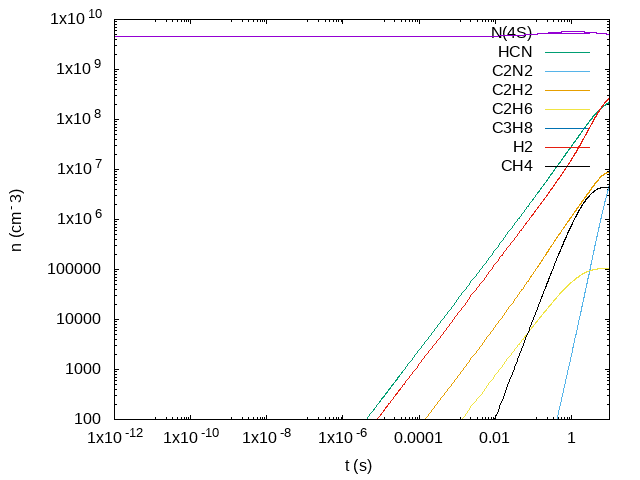 1x10^10
1x10^9
1x10^8
1x10^7
1x10^6
100000
10000
1000
100
1x10^-12
1x10^-10
1x10^-8
1x10^-6
0.0001
0.01
1
n (cm^-3)
t (s)
N(4S)
HCN
C2N2
C2H2
C2H6
C3H8
H2
CH4